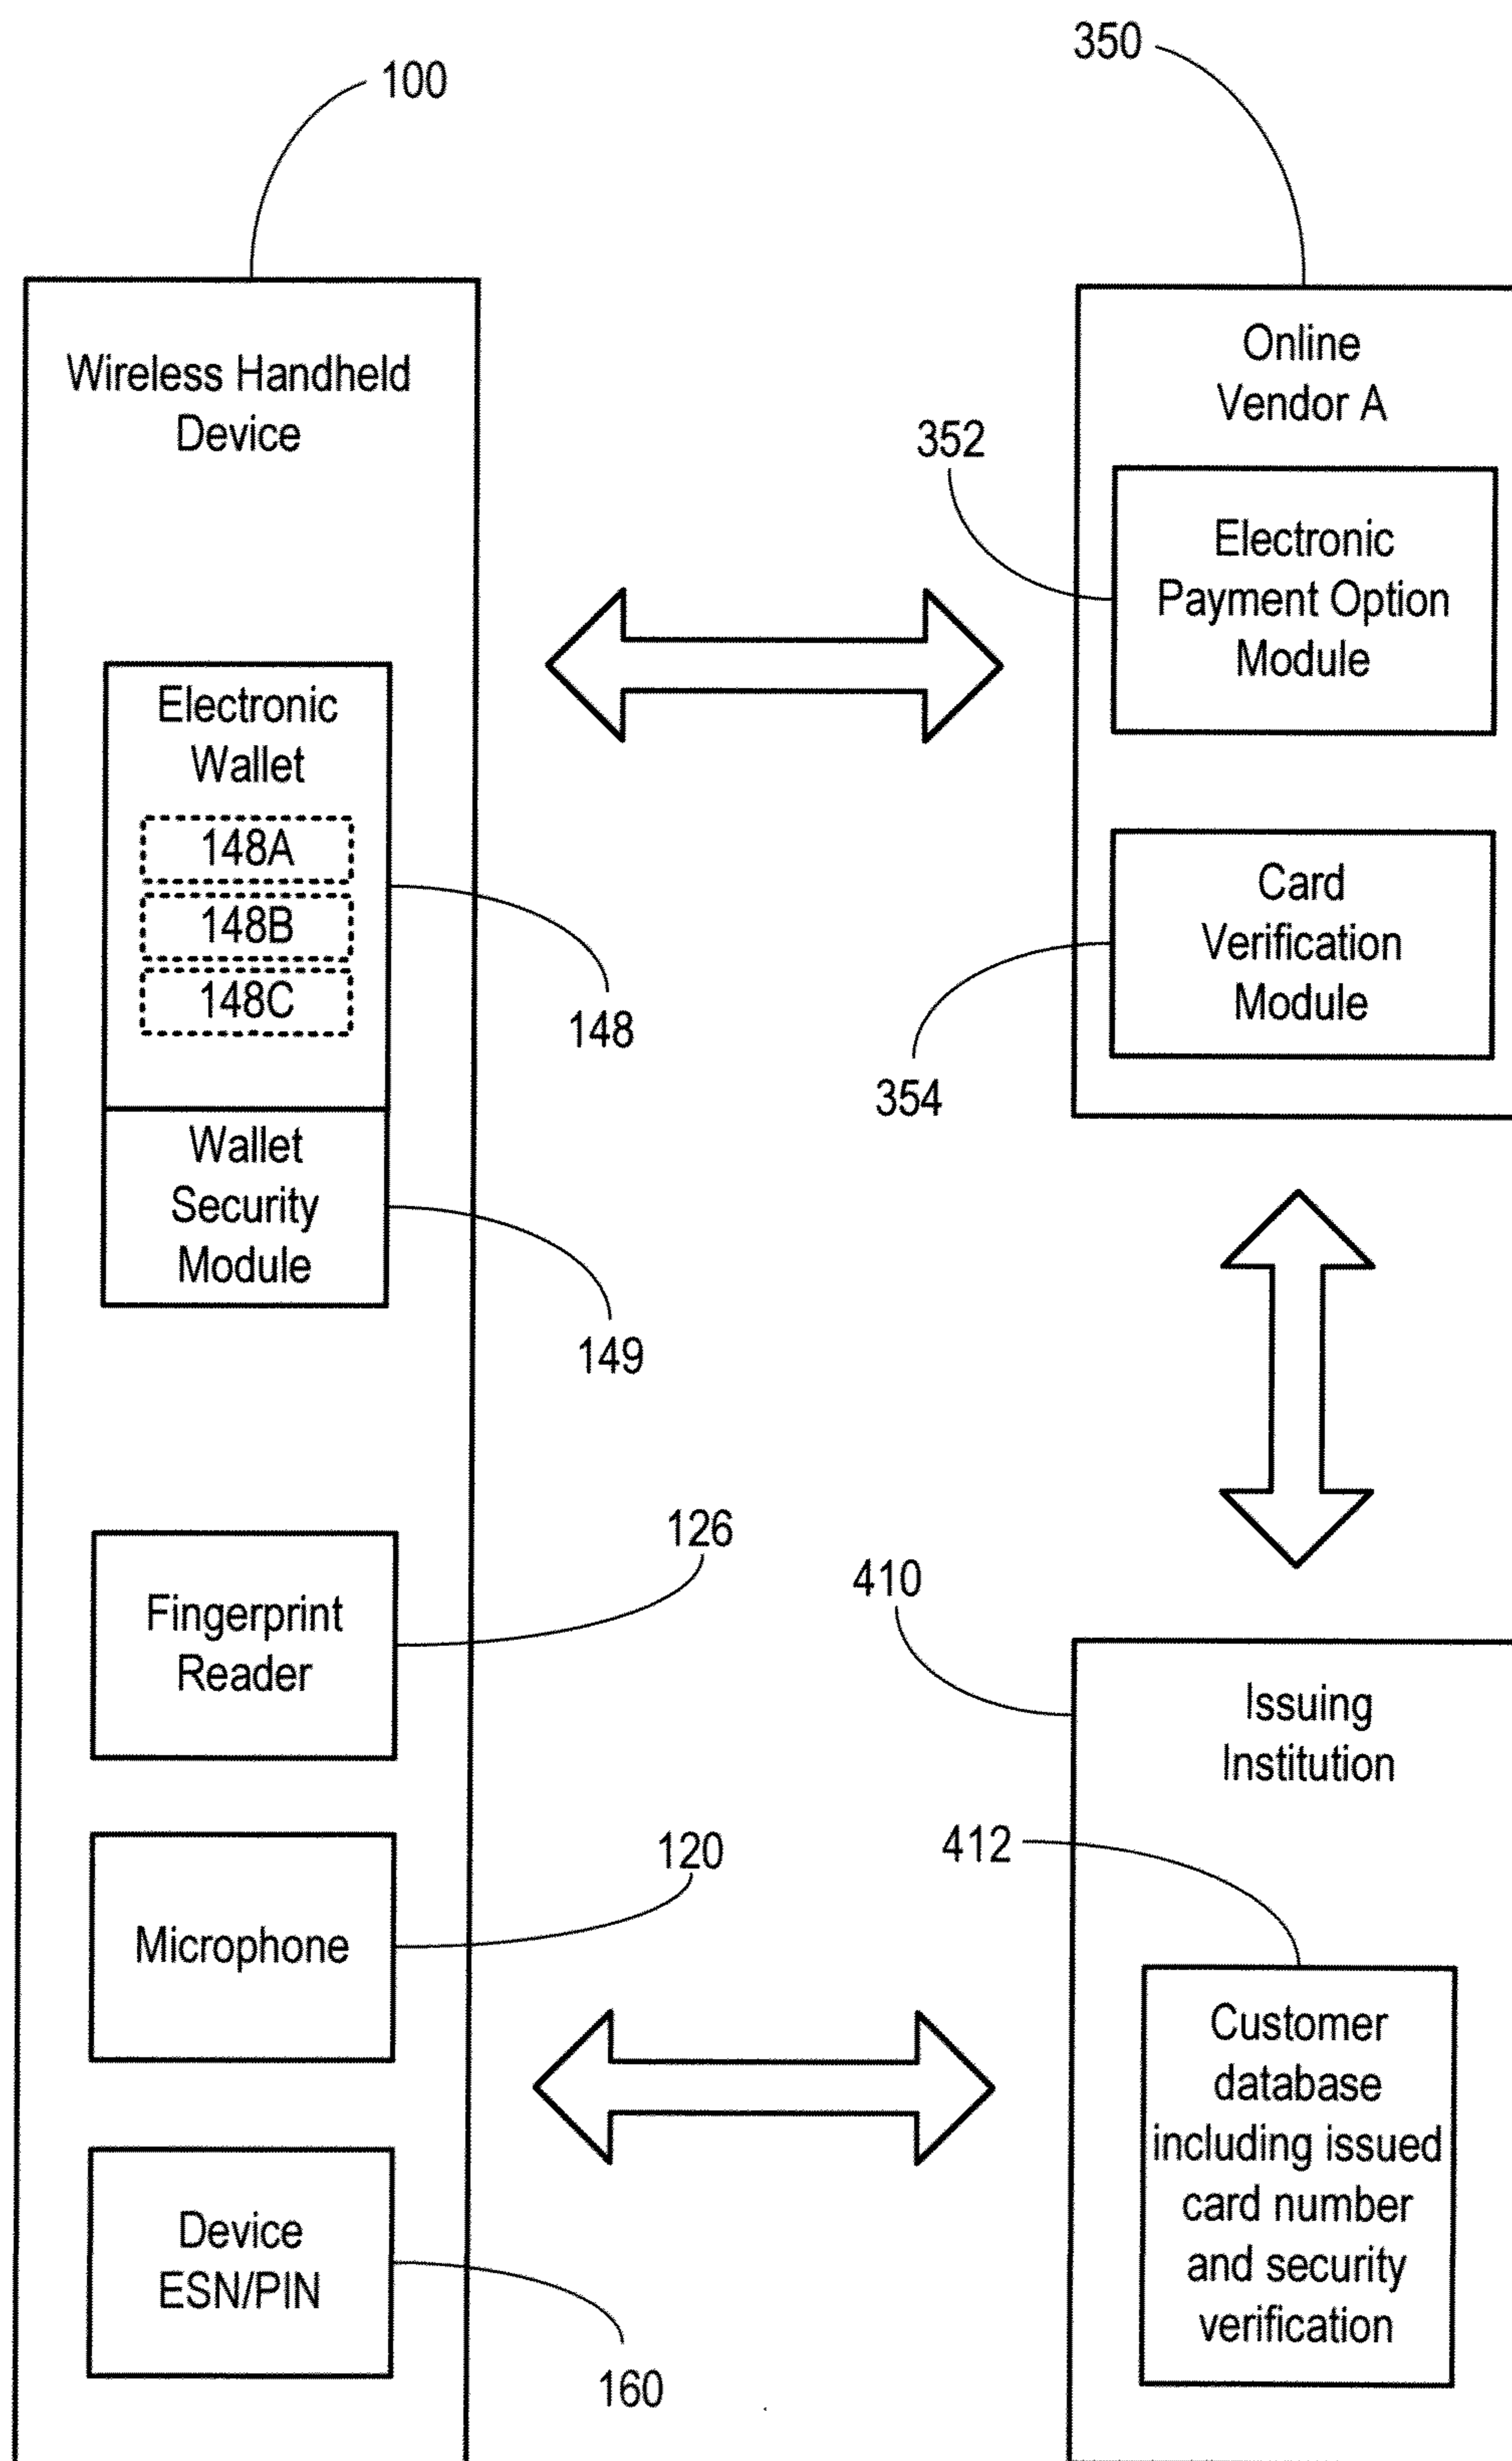 350
100
Wireless Handheld
Device
Online
Vendor A
352
Electronic
Payment Option
Module
Electronic
Wallet
148A
148B
148C
148
Card
Verification
Module
354
Wallet
Security
Module
149
126
Fingerprint
Reader
410
Issuing
Institution
120
412
Microphone
Customer
database
including issued
card number
and security
verification
Device
ESN/PIN
160